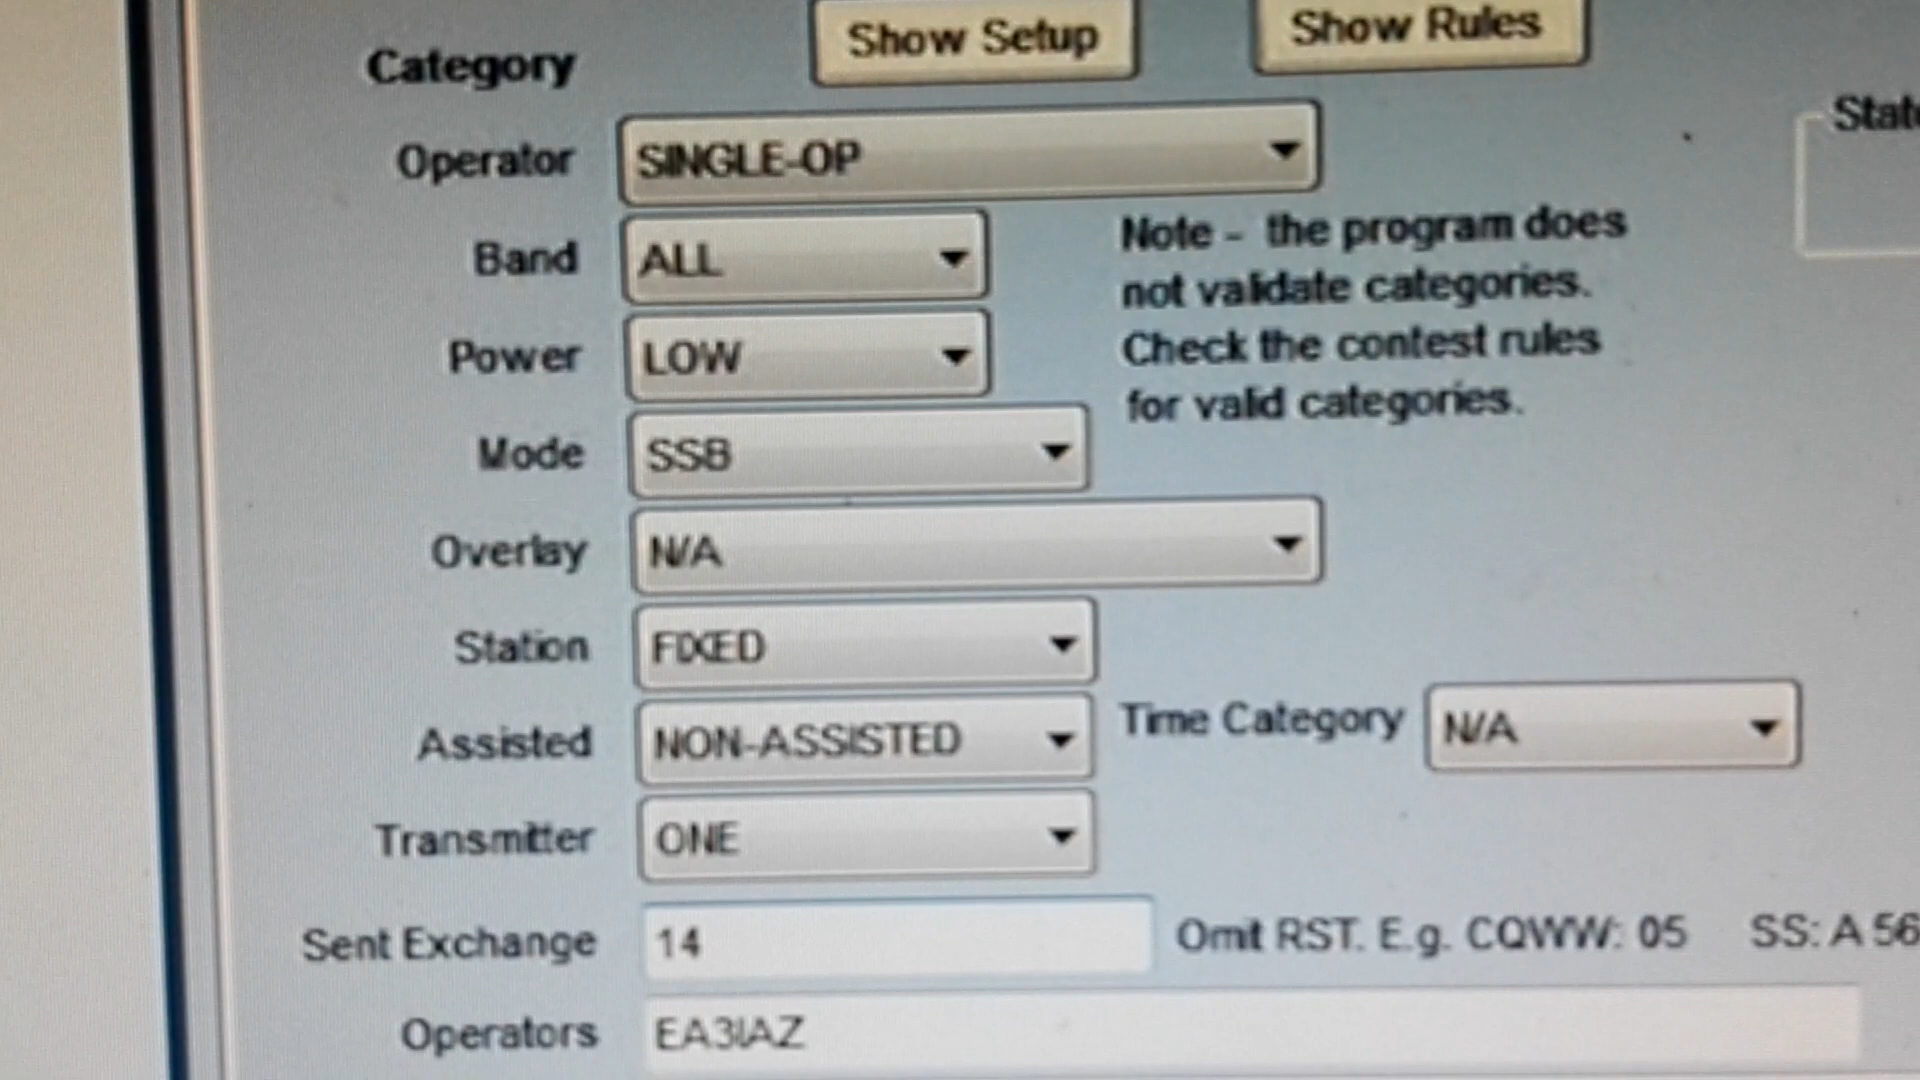 Show Setup Show Rules
Category
Operator SINGLE-OP
Band ALL
Note - the program does
not validate categories.
Check the contest rules
for valid categories.
Power LOW
Mode SSB
Overlay N/A
Station FIXED
Assisted NON-ASSISTED Time Category N/A
Transmitter ONE
Sent Exchange 14 Omit RST. E.g. CQWW: 05 SS: A 56
Operators EA3IAZ